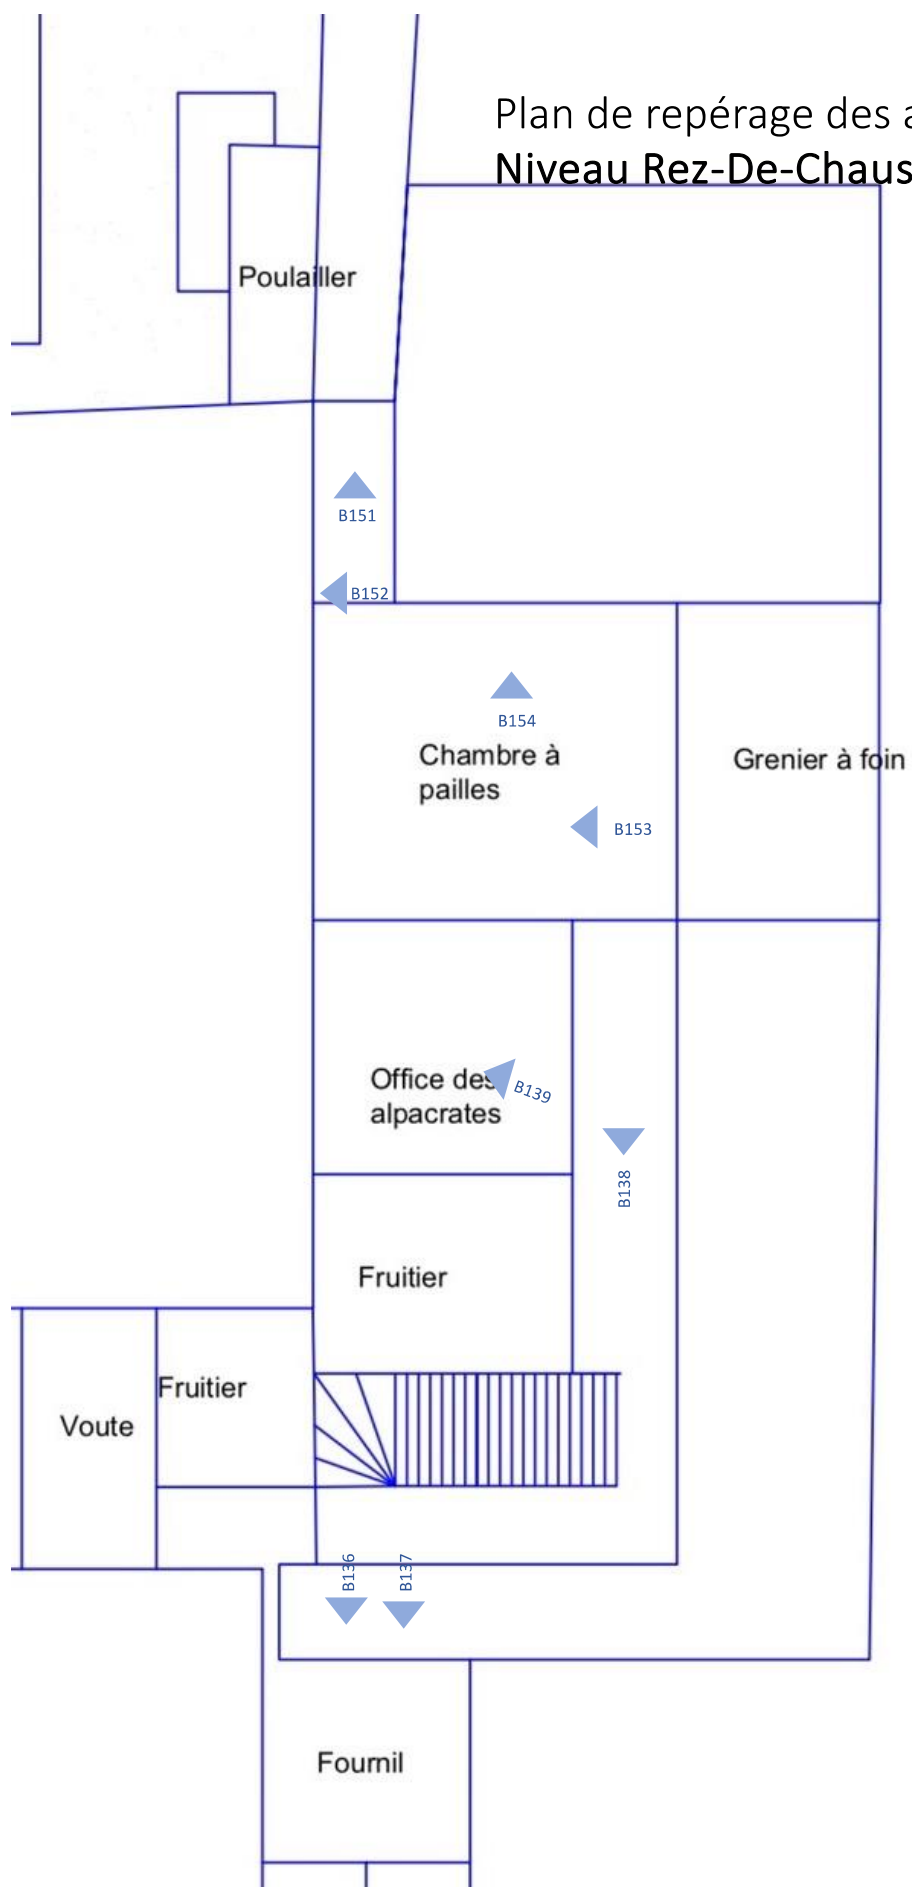 Plan de repérage des a
Niveau Rez-De-Chaus
Poulailler
B151
B152
B154
Chambre à
pailles
Grenier à foin
B153
Office des
alpacrates
B139
B138
Fruitier
Fruitier
Voute
B136
B137
Fournil